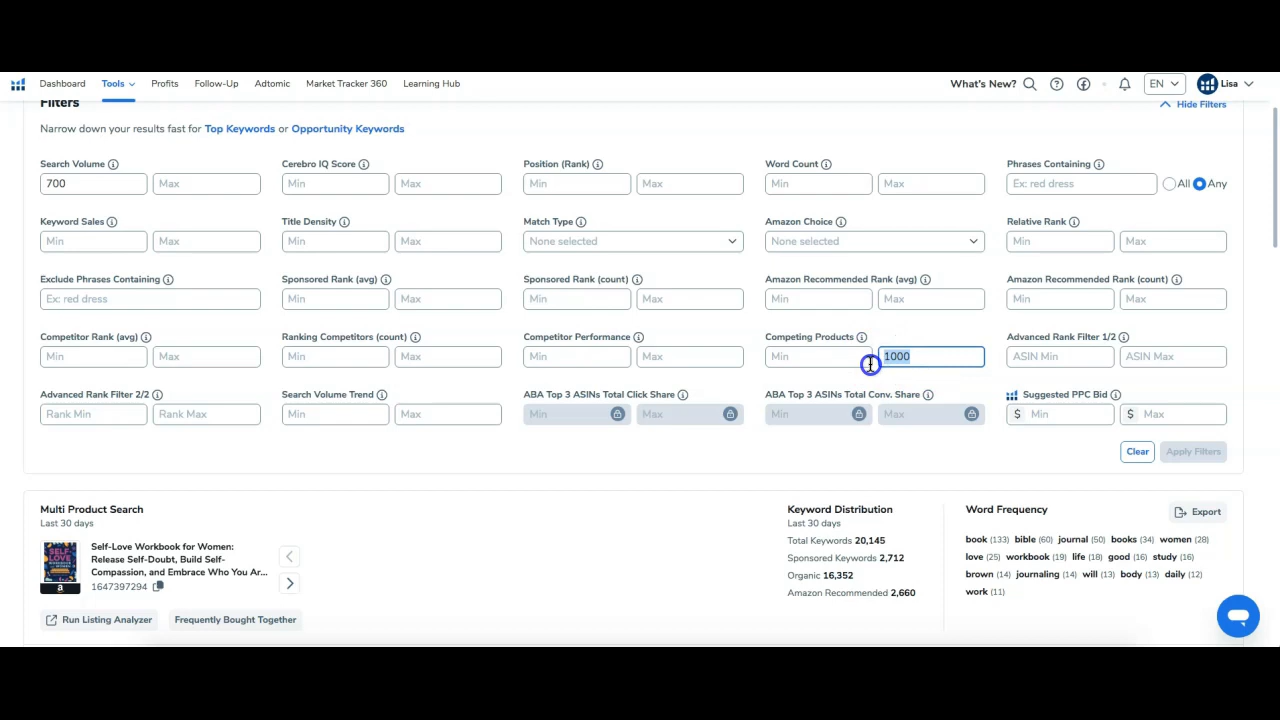 Dashboard Tools Profits Follow-Up Adtomic Market Tracker 360 Learning Hub What's New? EN Lisa
Filters Hide Filters
Narrow down your results fast for Top Keywords or Opportunity Keywords
Search Volume Cerebro IQ Score Position (Rank) Word Count Phrases Containing
700 Max Min Max Min Max Min Max Ex: red dress All Any
Keyword Sales Title Density Match Type Amazon Choice Relative Rank
Min Max Min Max None selected None selected Min Max
Exclude Phrases Containing Sponsored Rank (avg) Sponsored Rank (count) Amazon Recommended Rank (avg) Amazon Recommended Rank (count)
Ex: red dress Min Max Min Max Min Max Min Max
Competitor Rank (avg) Ranking Competitors (count) Competitor Performance Competing Products Advanced Rank Filter 1/2
Min Max Min Max Min Max Min 1000 ASIN Min ASIN Max
Advanced Rank Filter 2/2 Search Volume Trend ABA Top 3 ASINs Total Click Share ABA Top 3 ASINs Total Conv. Share Suggested PPC Bid
Rank Min Rank Max Min Max Min Max Min Max $ Min $ Max
Clear Apply Filters
Multi Product Search
Last 30 days
SELF LOVE
Self-Love Workbook for Women:
Release Self-Doubt, Build Self-
Compassion, and Embrace Who You Ar...
a
1647397294
Run Listing Analyzer Frequently Bought Together
Keyword Distribution
Last 30 days
Total Keywords 20,145
Sponsored Keywords 2,712
Organic 16,352
Amazon Recommended 2,660
Word Frequency Export
book (133) bible (60) journal (50) books (34) women (28)
love (25) workbook (19) life (18) good (16) study (16)
brown (14) journaling (14) will (13) body (13) daily (12)
work (11)